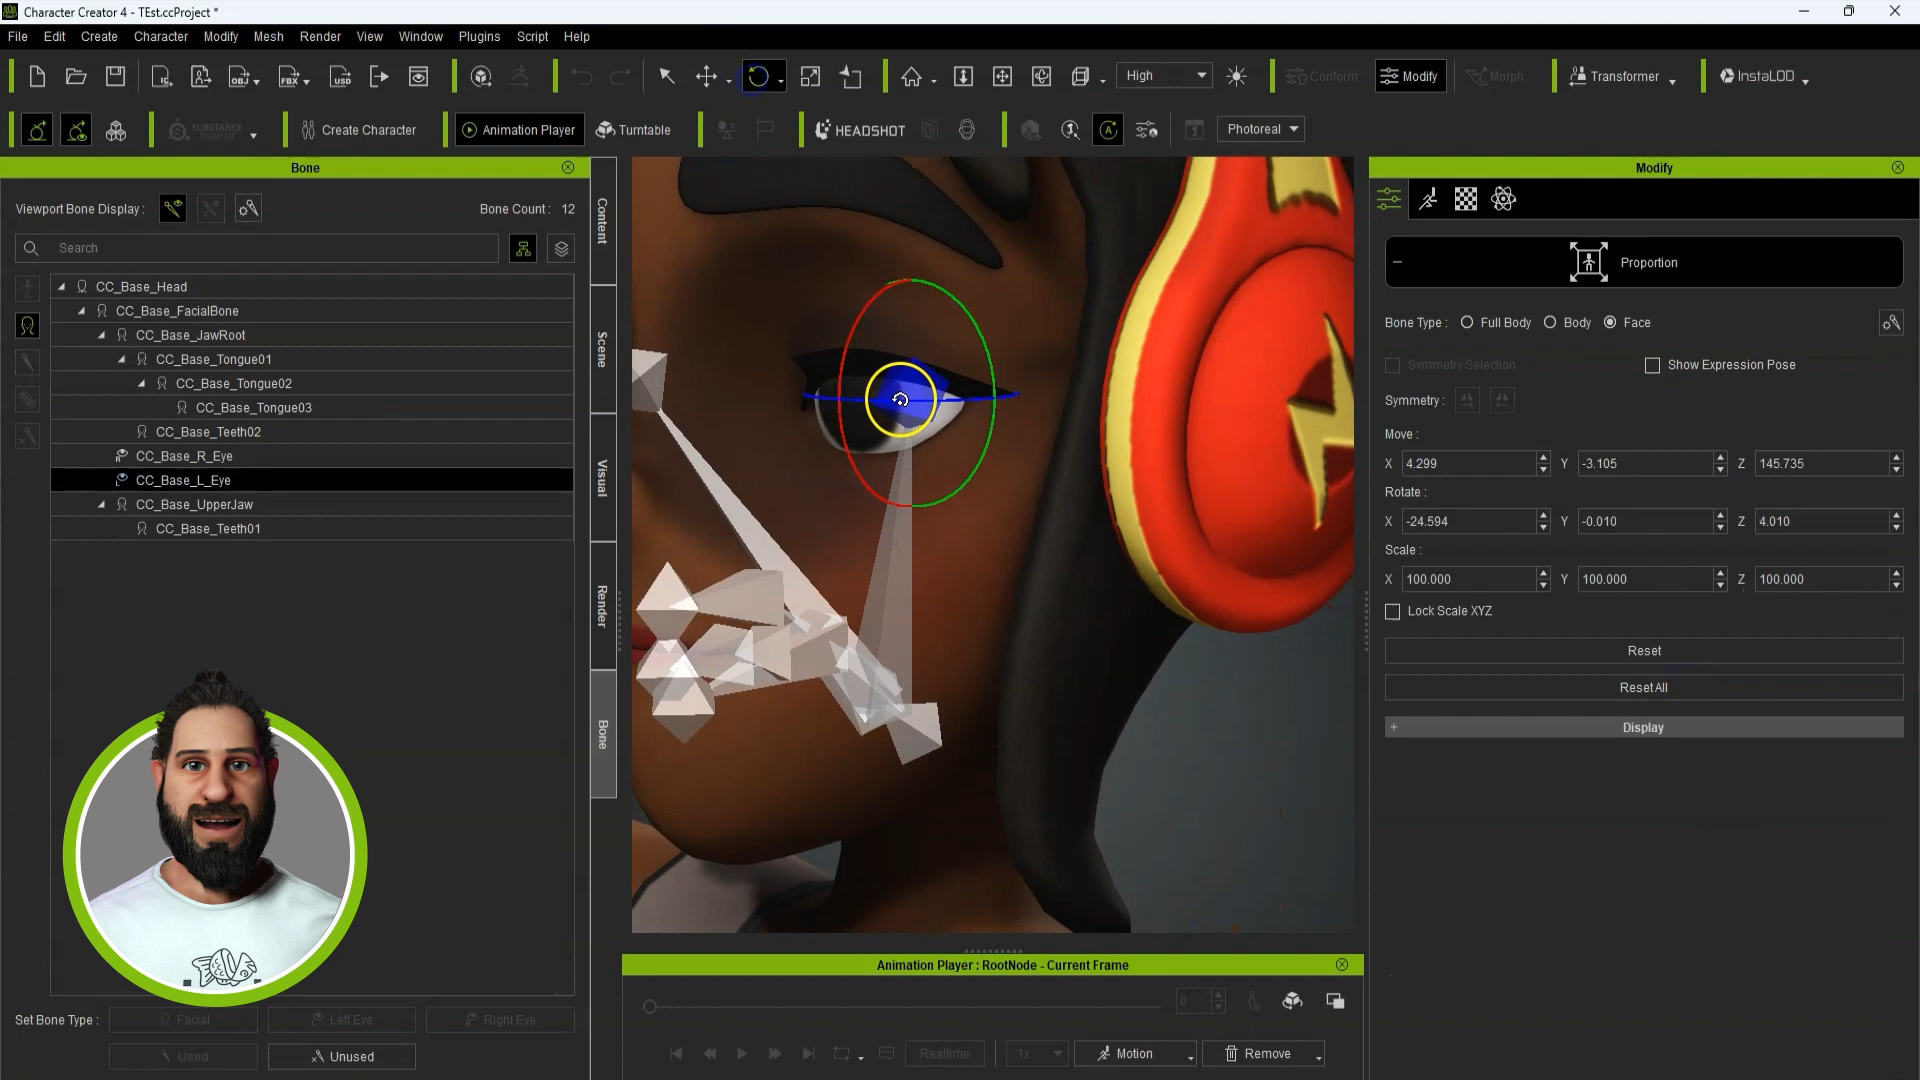 Character Creator 4 - TEst.ccProject *
File Edit Create Character Modify Mesh Render View Window Plugins Script Help
High Conform Modify Morph Transformer InstaLOD
SUBSTANCE PAINTER Create Character Animation Player Turntable HEADSHOT Photoreal
Bone
Viewport Bone Display : Bone Count : 12
Search
CC_Base_Head
CC_Base_FacialBone
CC_Base_JawRoot
CC_Base_Tongue01
CC_Base_Tongue02
CC_Base_Tongue03
CC_Base_Teeth02
CC_Base_R_Eye
CC_Base_L_Eye
CC_Base_UpperJaw
CC_Base_Teeth01
Set Bone Type : Facial Left Eye Right Eye
Used Unused
Content
Scene
Visual
Render
Bone
Modify
Proportion
Bone Type : Full Body Body Face
Symmetry Selection Show Expression Pose
Symmetry :
Move :
X 4.299 Y -3.105 Z 145.735
Rotate :
X -24.594 Y -0.010 Z 4.010
Scale :
X 100.000 Y 100.000 Z 100.000
Lock Scale XYZ
Reset
Reset All
Display
Animation Player : RootNode - Current Frame
0
Realtime 1x Motion Remove